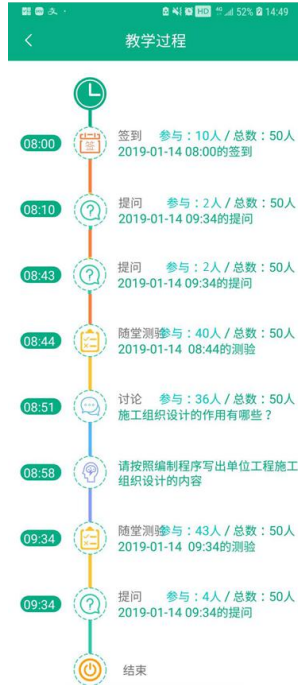 HD 52% 14:49
教学过程
08:00
签到 参与：10人 / 总数：50人
2019-01-14 08:00的签到
08:10
提问 参与：2人 / 总数：50人
2019-01-14 09:34的提问
08:43
提问 参与：2人 / 总数：50人
2019-01-14 09:34的提问
08:44
随堂测验参与：40人 / 总数：50人
2019-01-14 08:44的测验
08:51
讨论 参与：36人 / 总数：50人
施工组织设计的作用有哪些？
08:58
请按照编制程序写出单位工程施工
组织设计的内容
09:34
随堂测验参与：43人 / 总数：50人
2019-01-14 09:34的测验
09:34
提问 参与：4人 / 总数：50人
2019-01-14 09:34的提问
结束